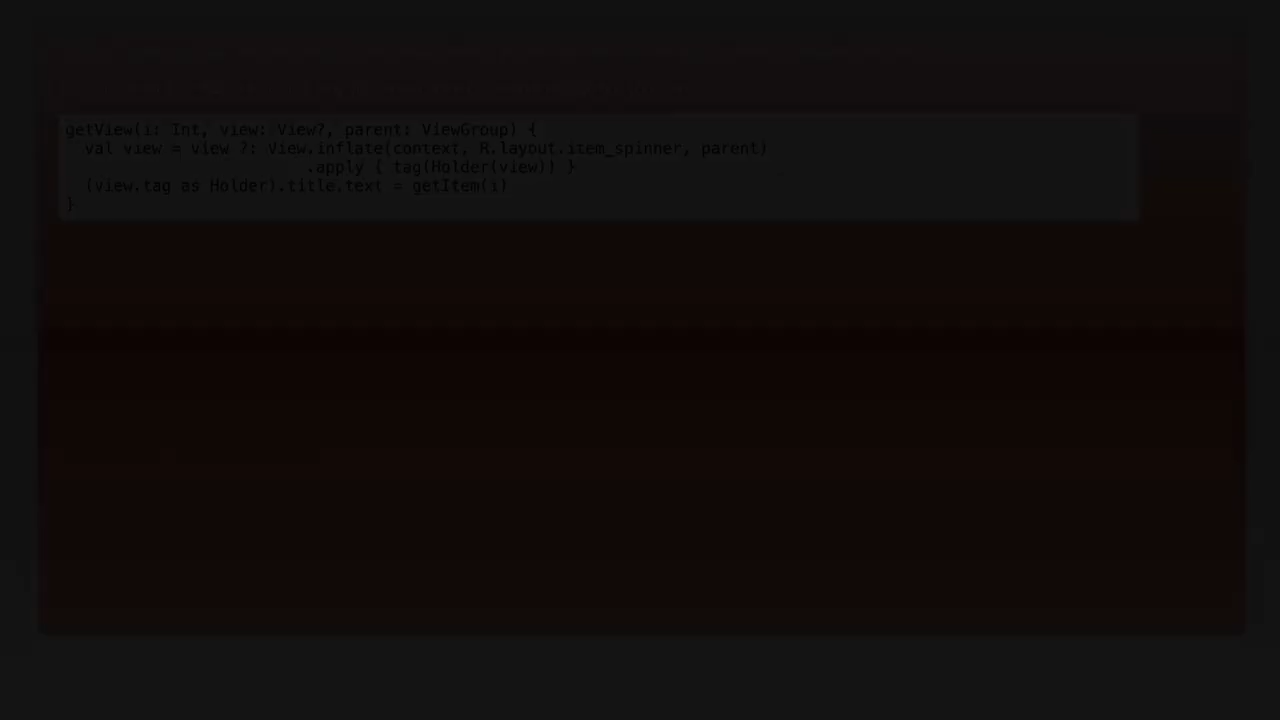 getView(i: Int, view: View?, parent: ViewGroup) {
  val view = view ?: View.inflate(context, R.layout.item_spinner, parent)
                         .apply { tag(Holder(view)) }
  (view.tag as Holder).title.text = getItem(i)
}